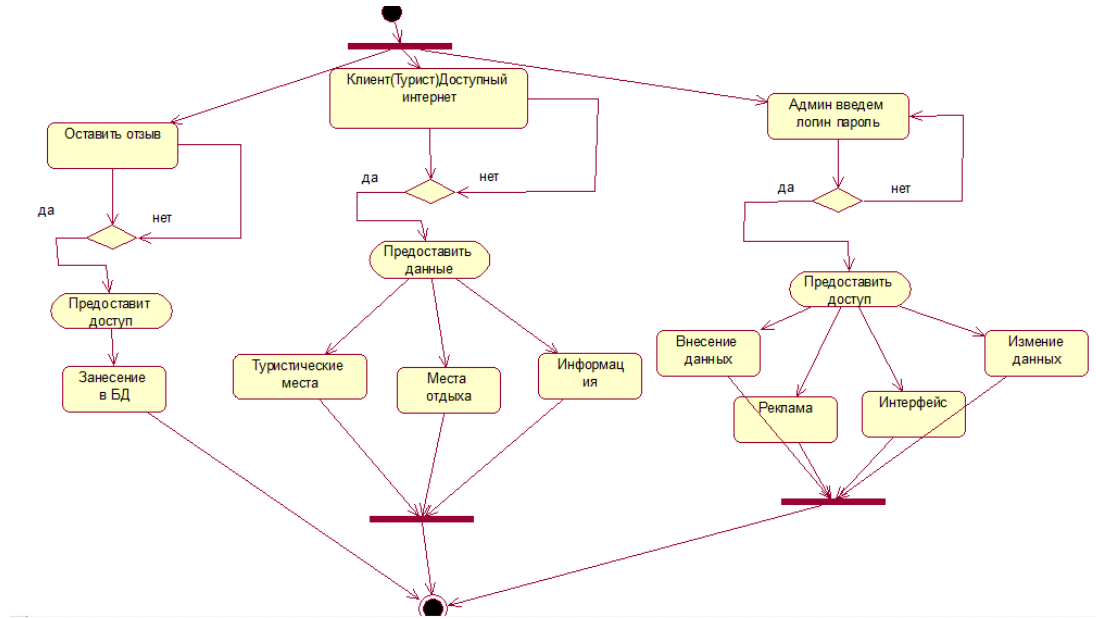 Клиент(Турист)Доступный
интернет
Админ введем
логин пароль
Оставить отзыв
да
нет
да
нет
да
нет
Предоставить
данные
Предоставить
доступ
Предоставит
доступ
Внесение
данных
Измение
данных
Туристические
места
Места
отдыха
Информац
ия
Занесение
в БД
Реклама
Интерфейс